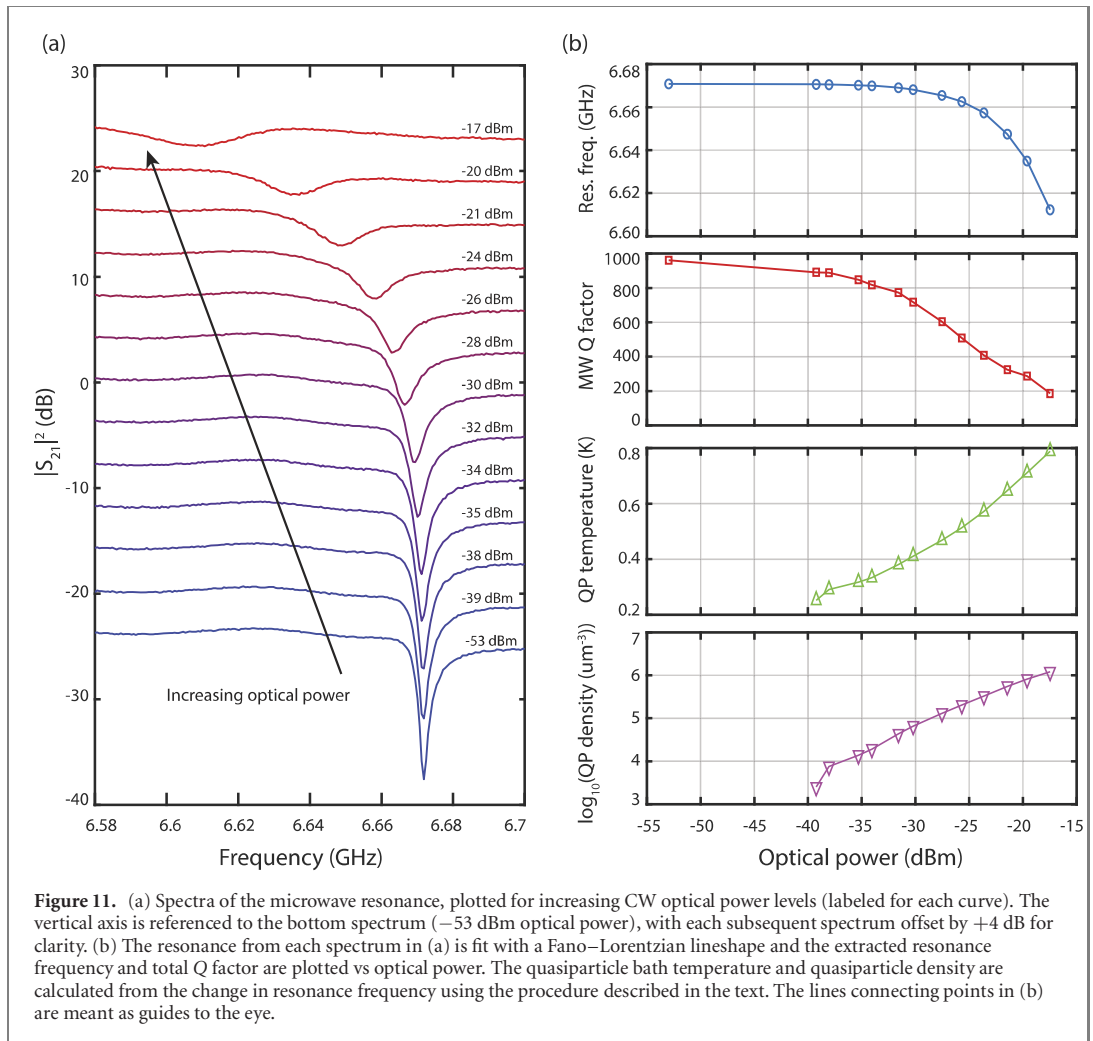 (a)
30
20
10
0
-10
-20
-30
-40
|S21|² (dB)
-17 dBm
-20 dBm
-21 dBm
-24 dBm
-26 dBm
-28 dBm
-30 dBm
-32 dBm
-34 dBm
-35 dBm
-38 dBm
-39 dBm
-53 dBm
Increasing optical power
6.58 6.6 6.62 6.64 6.66 6.68 6.7
Frequency (GHz)
(b)
Res. freq. (GHz)
6.68
6.66
6.64
6.62
6.60
MW Q factor
1000
800
600
400
200
0
QP temperature (K)
0.8
0.6
0.4
0.2
log10(QP density (um-3))
7
6
5
4
3
-55 -50 -45 -40 -35 -30 -25 -20 -15
Optical power (dBm)
Figure 11. (a) Spectra of the microwave resonance, plotted for increasing CW optical power levels (labeled for each curve). The
vertical axis is referenced to the bottom spectrum (−53 dBm optical power), with each subsequent spectrum offset by +4 dB for
clarity. (b) The resonance from each spectrum in (a) is fit with a Fano–Lorentzian lineshape and the extracted resonance
frequency and total Q factor are plotted vs optical power. The quasiparticle bath temperature and quasiparticle density are
calculated from the change in resonance frequency using the procedure described in the text. The lines connecting points in (b)
are meant as guides to the eye.